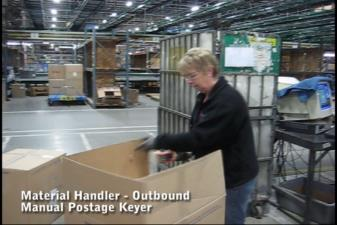 Material Handler - Outbound
Manual Postage Keyer